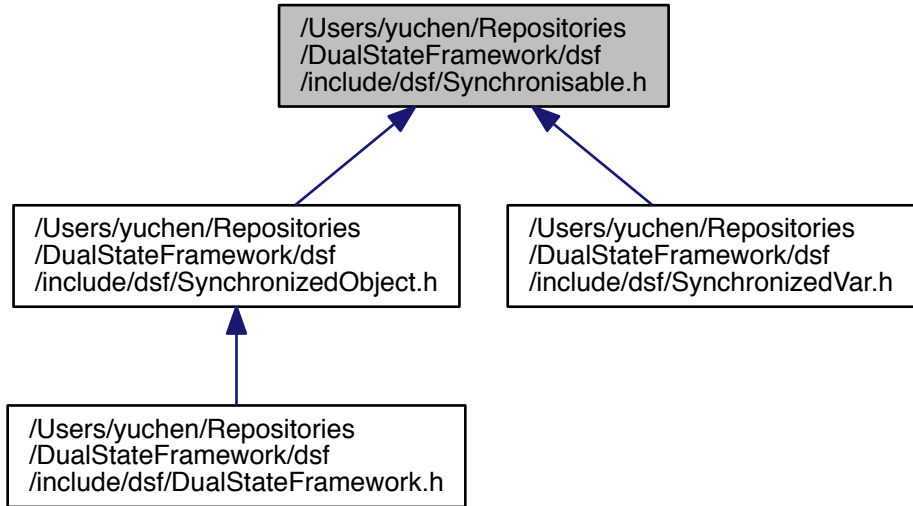 /Users/yuchen/Repositories
/DualStateFramework/dsf
/include/dsf/Synchronisable.h
/Users/yuchen/Repositories
/DualStateFramework/dsf
/include/dsf/SynchronizedObject.h
/Users/yuchen/Repositories
/DualStateFramework/dsf
/include/dsf/SynchronizedVar.h
/Users/yuchen/Repositories
/DualStateFramework/dsf
/include/dsf/DualStateFramework.h